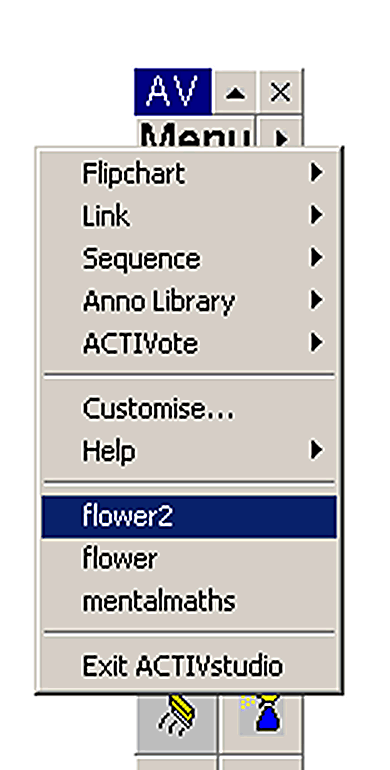 AV
Menu
Flipchart
Link
Sequence
Anno Library
ACTIVote
Customise...
Help
flower2
flower
mentalmaths
Exit ACTIVstudio